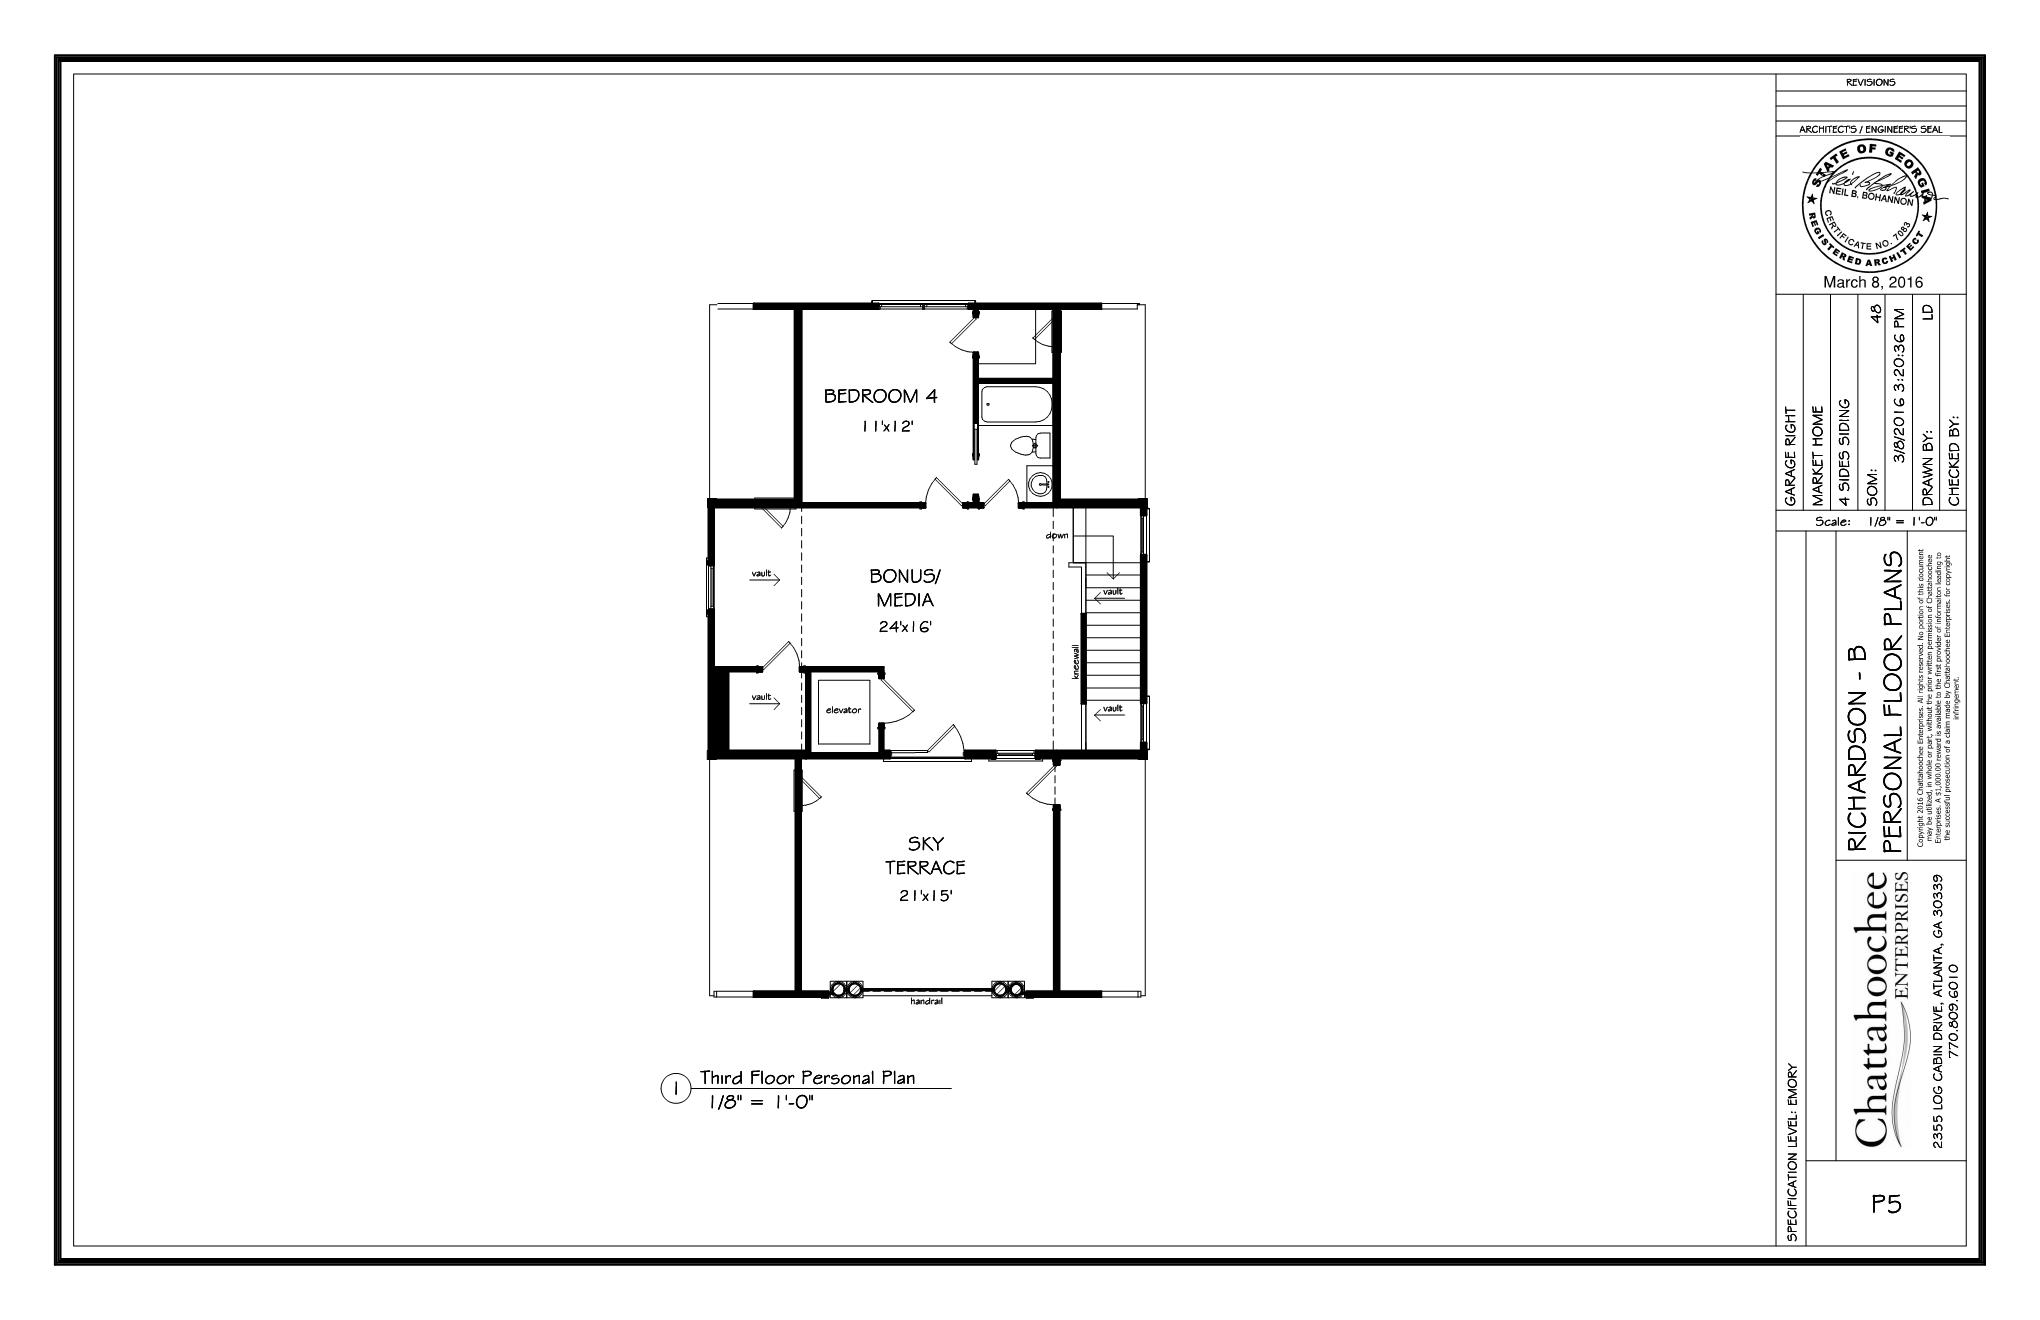 BEDROOM 4
11'x12'
down
vault
vault
BONUS/
MEDIA
24'x16'
kneewall
vault
elevator
vault
SKY
TERRACE
21'x15'
handrail
1
Third Floor Personal Plan
1/8" = 1'-0"
REVISIONS
ARCHITECT'S / ENGINEER'S SEAL
STATE OF GEORGIA
NEIL B. BOHANNON
CERTIFICATE NO. 7083
REGISTERED ARCHITECT
March 8, 2016
GARAGE RIGHT
MARKET HOME
4 SIDES SIDING
SOM: 48
3/8/2016 3:20:36 PM
DRAWN BY: LD
CHECKED BY:
Scale: 1/8" = 1'-0"
RICHARDSON - B
PERSONAL FLOOR PLANS
Copyright 2016 Chattahoochee Enterprises. All rights reserved. No portion of this document
may be utilized, in whole or part, without the prior written permission of Chattahoochee
Enterprises. A $1,000.00 reward is available to the first provider of informaiton leading to
the successful prosecution of a claim made by Chattahoochee Enterprises. for copyright
infringement.
Chattahoochee
ENTERPRISES
2355 LOG CABIN DRIVE, ATLANTA, GA 30339
770.809.6010
SPECIFICATION LEVEL: EMORY
P5